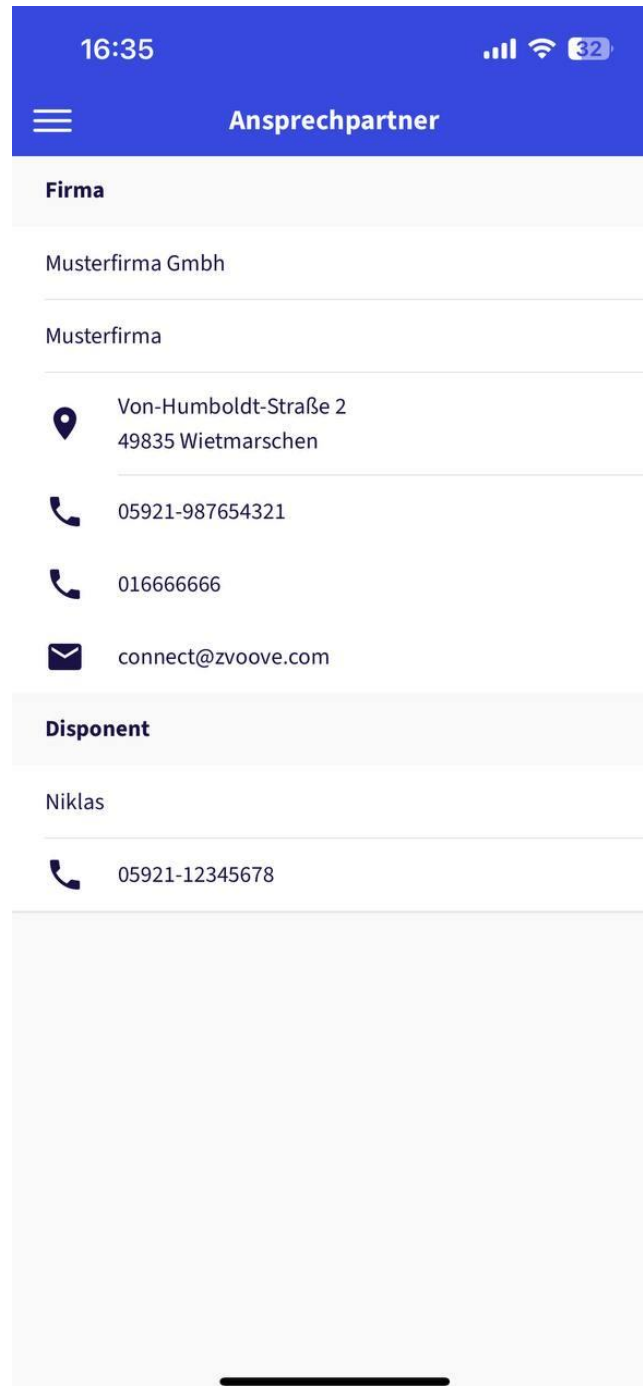 16:35
32
Ansprechpartner
Firma
Musterfirma Gmbh
Musterfirma
Von-Humboldt-Straße 2
49835 Wietmarschen
05921-987654321
016666666
connect@zvoove.com
Disponent
Niklas
05921-12345678